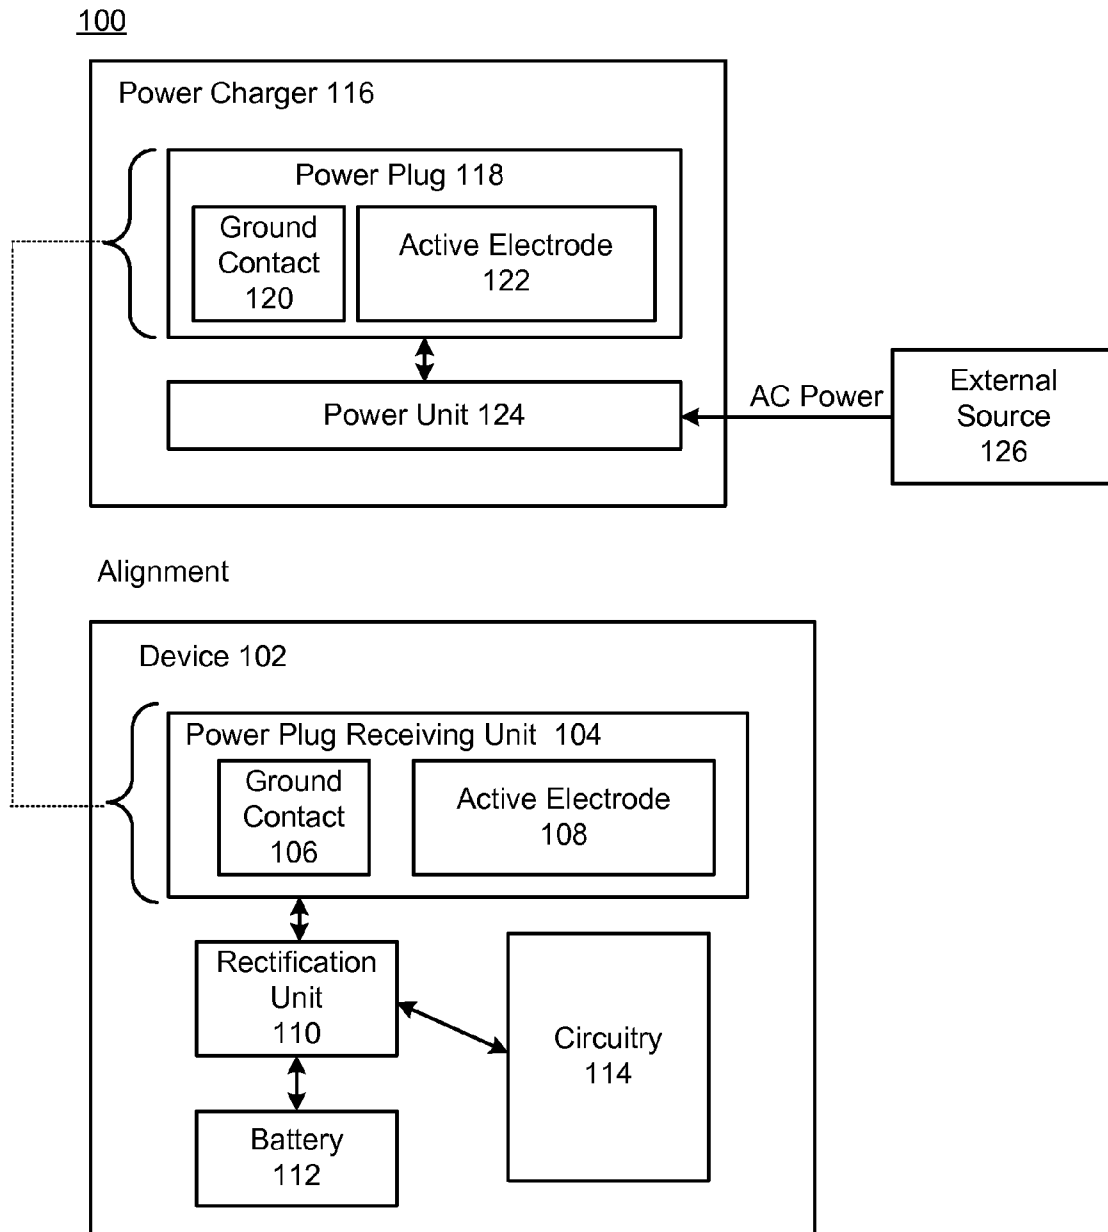 100
Power Charger 116
Power Plug 118
Ground
Contact
120
Active Electrode
122
Power Unit 124
AC Power
External
Source
126
Alignment
Device 102
Power Plug Receiving Unit 104
Ground
Contact
106
Active Electrode
108
Rectification
Unit
110
Circuitry
114
Battery
112